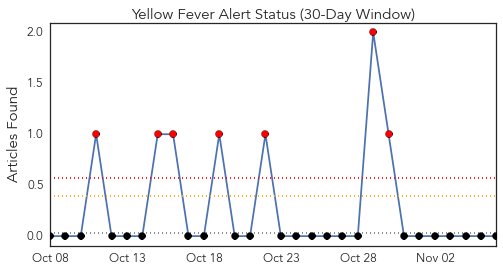 Yellow Fever Alert Status (30-Day Window)
Articles Found
2.0
1.5
1.0
0.5
0.0
Oct 08 Oct 13 Oct 18 Oct 23 Oct 28 Nov 02